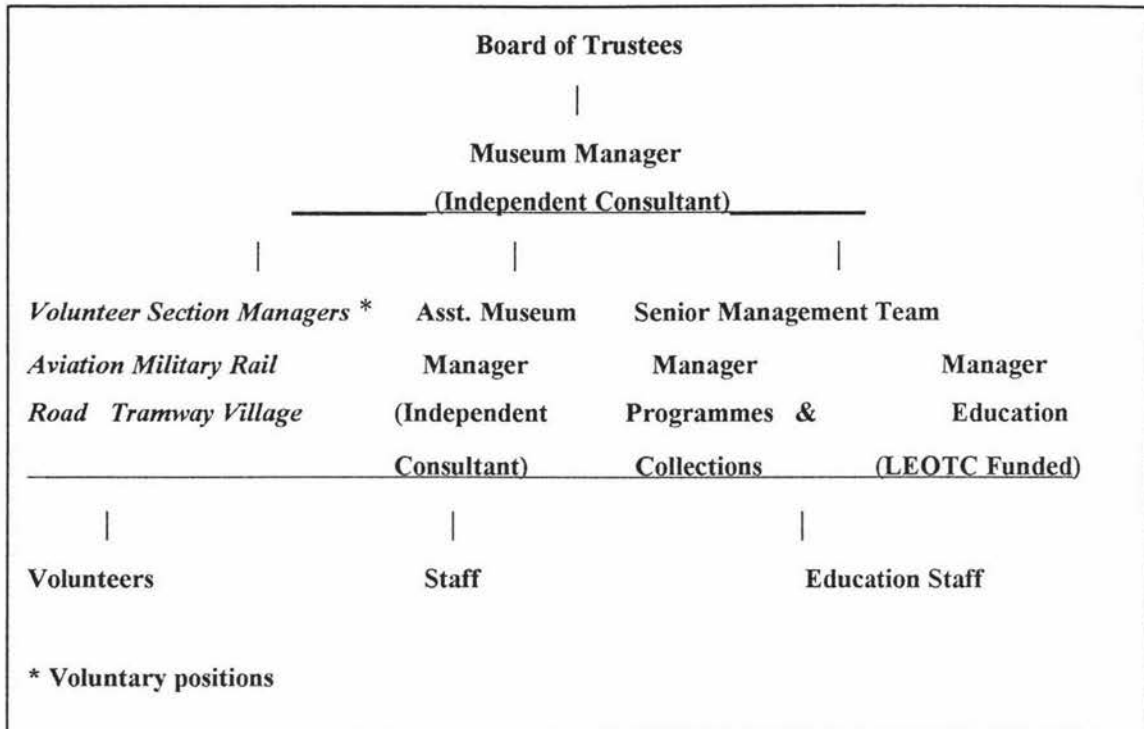 Board of Trustees
Museum Manager
(Independent Consultant)
Volunteer Section Managers * Asst. Museum Senior Management Team
Aviation Military Rail Manager Manager Manager
Road Tramway Village (Independent Programmes & Education
Consultant) Collections (LEOTC Funded)
Volunteers Staff Education Staff
* Voluntary positions